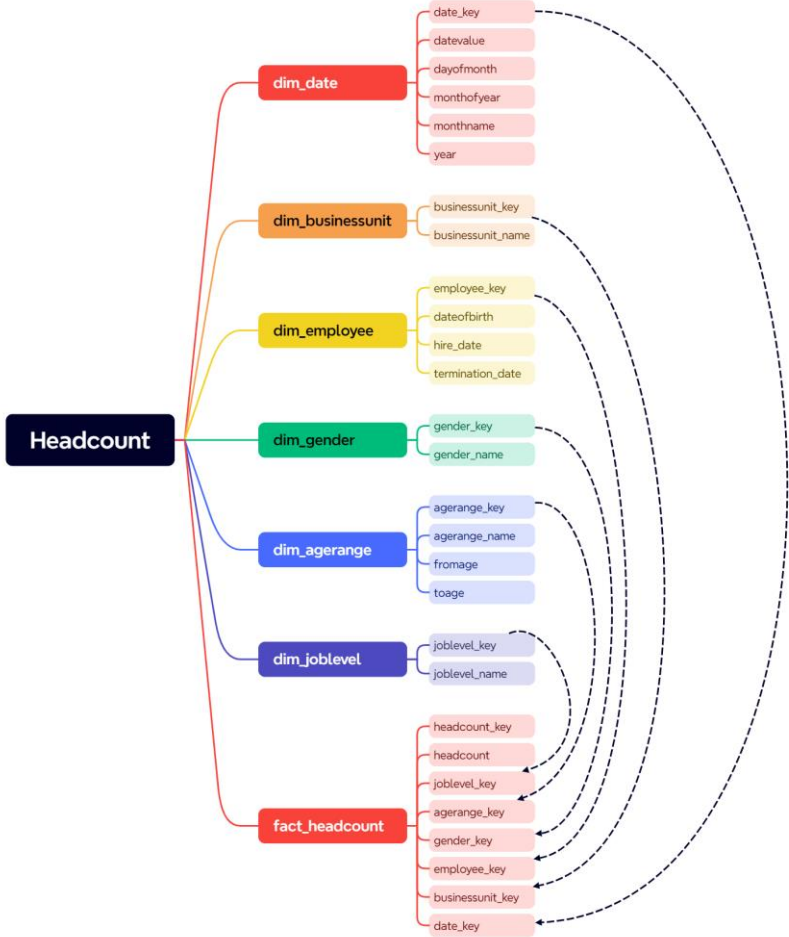 date_key
datevalue
dim_date
dayofmonth
monthofyear
monthname
year
businessunit_key
dim_businessunit
businessunit_name
employee_key
dateofbirth
dim_employee
hire_date
termination_date
Headcount
gender_key
dim_gender
gender_name
agerange_key
agerange_name
dim_agerange
fromage
toage
joblevel_key
dim_joblevel
joblevel_name
headcount_key
headcount
joblevel_key
agerange_key
fact_headcount
gender_key
employee_key
businessunit_key
date_key